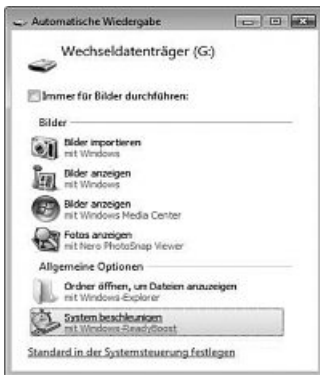 Automatische Wiedergabe
Wechseldatenträger (G:)
Immer für Bilder durchführen:
Bilder
Bilder importieren
mit Windows
Bilder anzeigen
mit Windows
Bilder anzeigen
mit Windows Media Center
Fotos anzeigen
mit Nero PhotoSnap Viewer
Allgemeine Optionen
Ordner öffnen, um Dateien anzuzeigen
mit Windows-Explorer
System beschleunigen
mit Windows-ReadyBoost
Standard in der Systemsteuerung festlegen